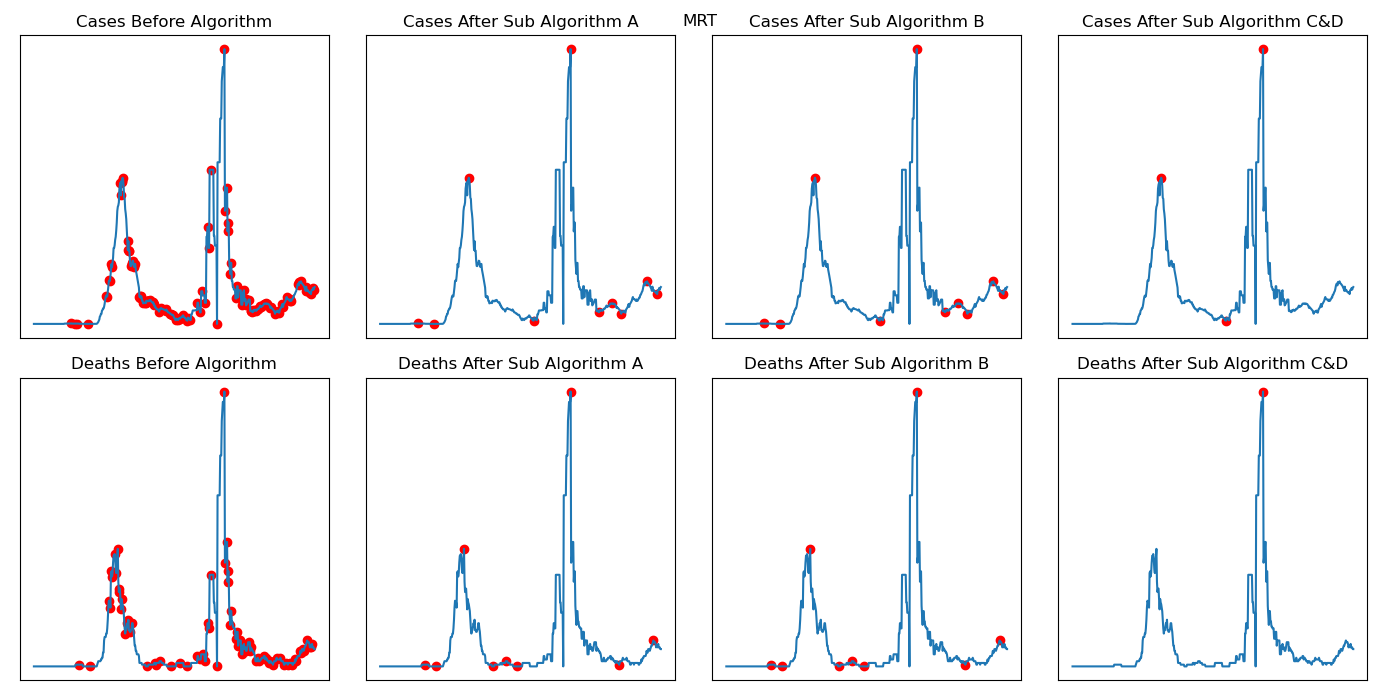 MRT
Cases Before Algorithm
Cases After Sub Algorithm A
Cases After Sub Algorithm B
Cases After Sub Algorithm C&D
Deaths Before Algorithm
Deaths After Sub Algorithm A
Deaths After Sub Algorithm B
Deaths After Sub Algorithm C&D